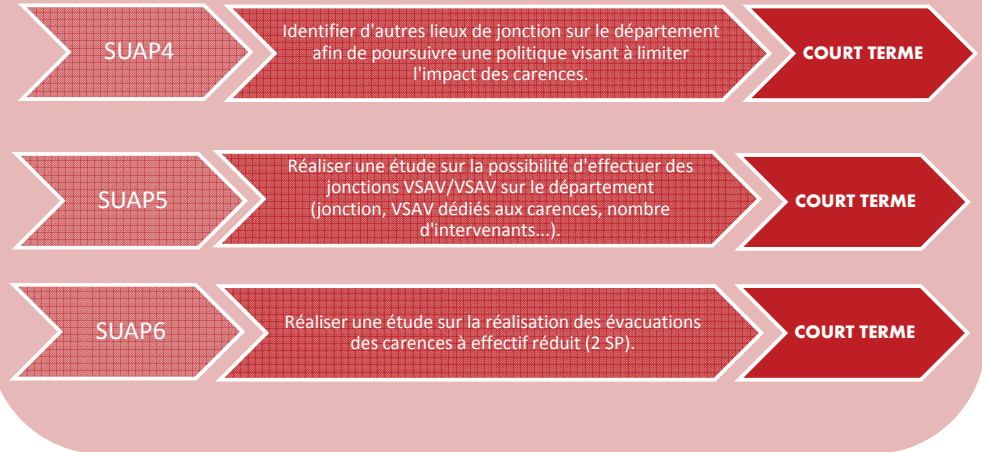 SUAP4
Identifier d'autres lieux de jonction sur le département
afin de poursuivre une politique visant à limiter
l'impact des carences.
COURT TERME
SUAP5
Réaliser une étude sur la possibilité d'effectuer des
jonctions VSAV/VSAV sur le département
(jonction, VSAV dédiés aux carences, nombre
d'intervenants...).
COURT TERME
SUAP6
Réaliser une étude sur la réalisation des évacuations
des carences à effectif réduit (2 SP).
COURT TERME